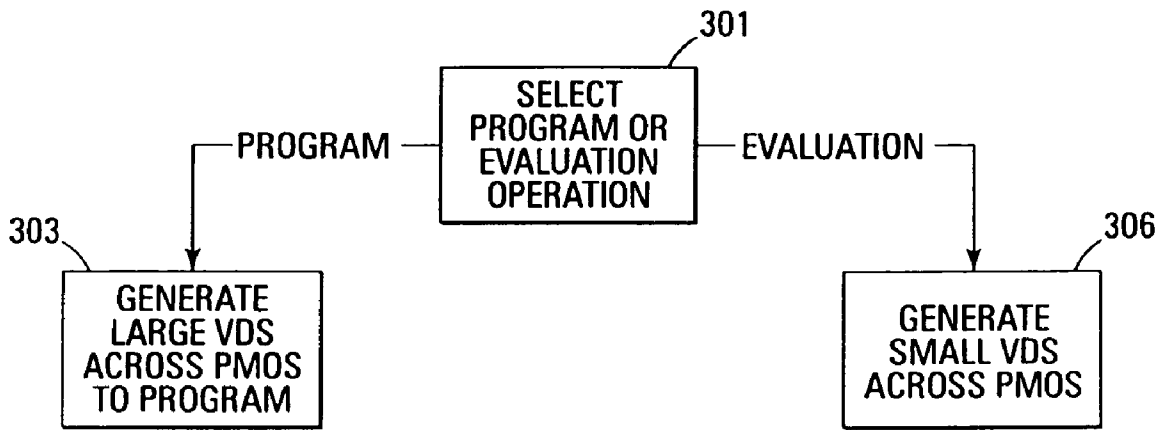 301
SELECT
PROGRAM OR
EVALUATION
OPERATION
PROGRAM
EVALUATION
303
GENERATE
LARGE VDS
ACROSS PMOS
TO PROGRAM
306
GENERATE
SMALL VDS
ACROSS PMOS